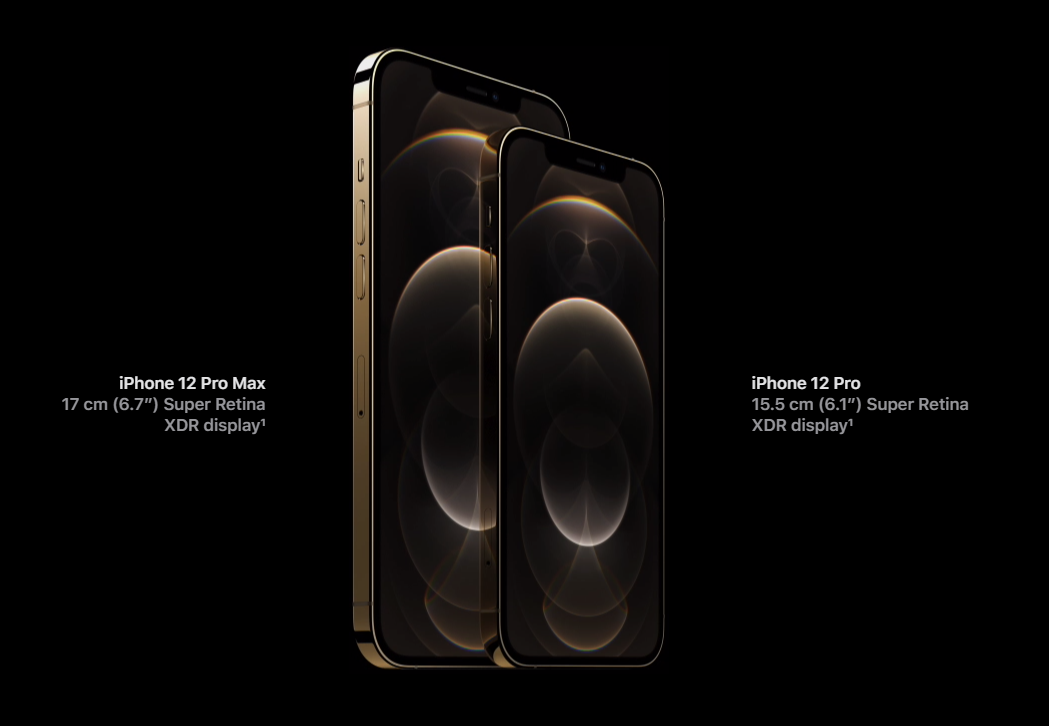 iPhone 12 Pro Max
17 cm (6.7″) Super Retina
XDR display¹
iPhone 12 Pro
15.5 cm (6.1″) Super Retina
XDR display¹